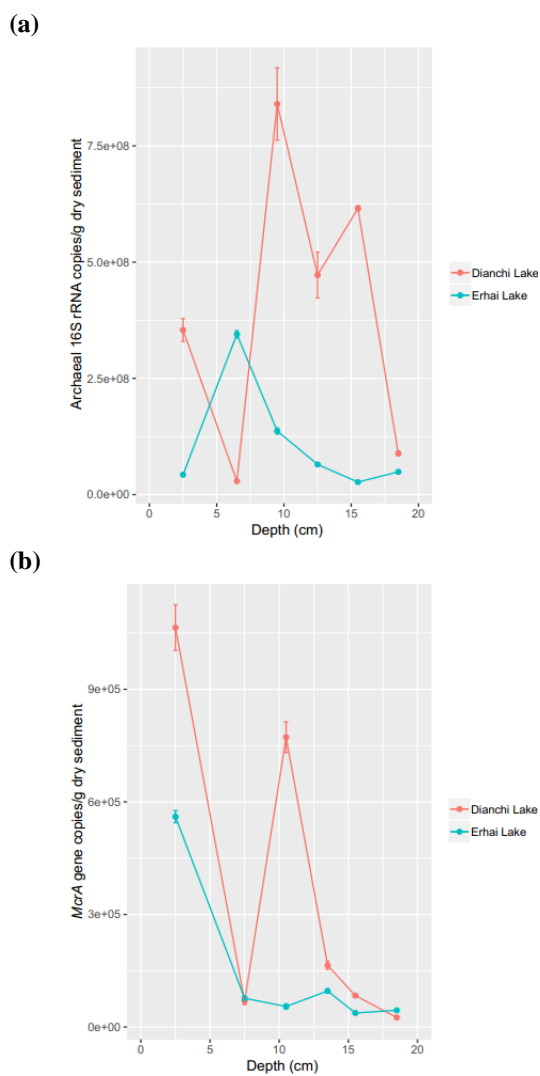 (a)
Archaeal 16S rRNA copies/g dry sediment
7.5e+08
5.0e+08
2.5e+08
0.0e+00
0 5 10 15 20
Depth (cm)
Dianchi Lake
Erhai Lake
(b)
McrA gene copies/g dry sediment
9e+05
6e+05
3e+05
0e+00
0 5 10 15 20
Depth (cm)
Dianchi Lake
Erhai Lake